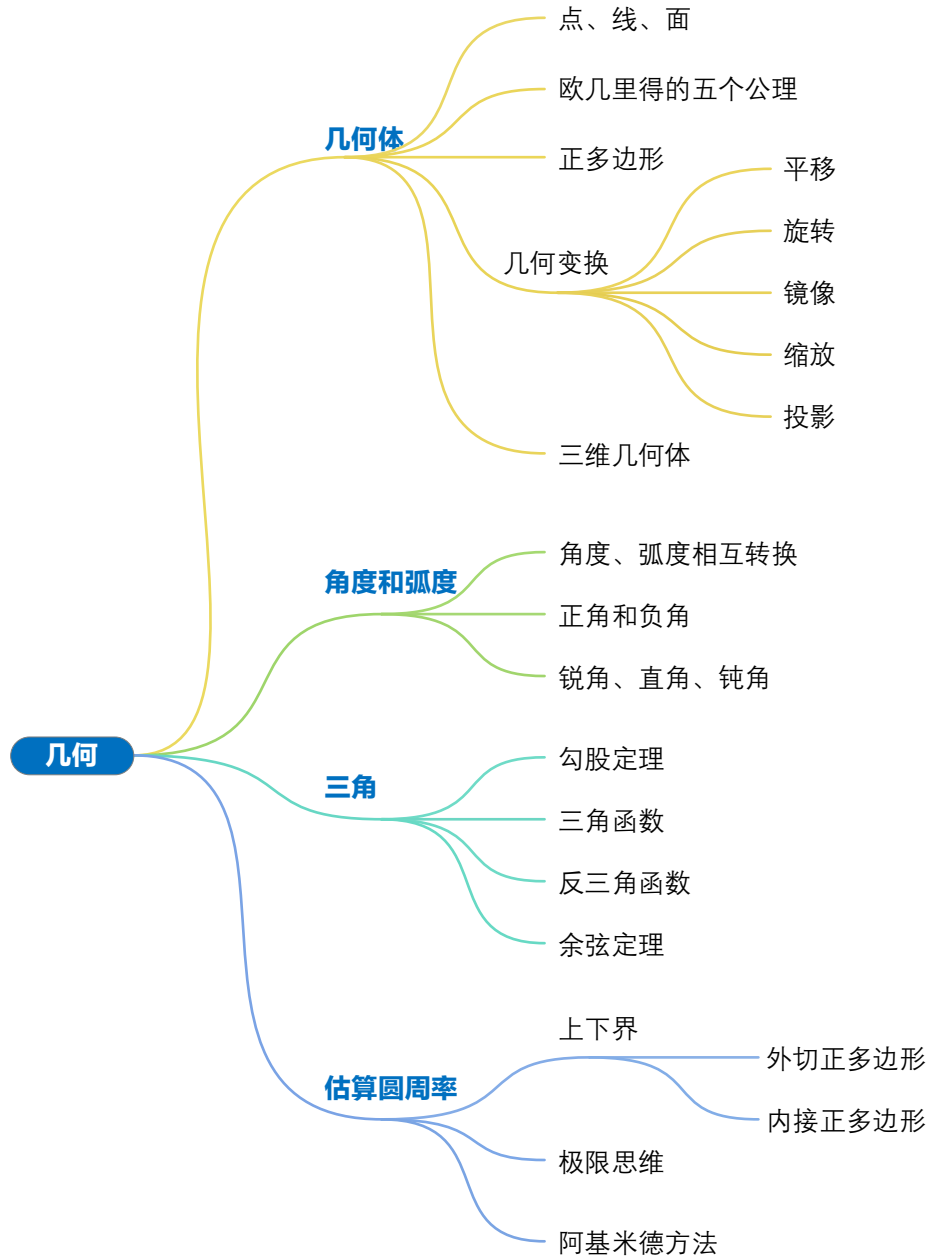 几何
几何体
点、线、面
欧几里得的五个公理
正多边形
几何变换
平移
旋转
镜像
缩放
投影
三维几何体
角度和弧度
角度、弧度相互转换
正角和负角
锐角、直角、钝角
三角
勾股定理
三角函数
反三角函数
余弦定理
估算圆周率
上下界
外切正多边形
内接正多边形
极限思维
阿基米德方法